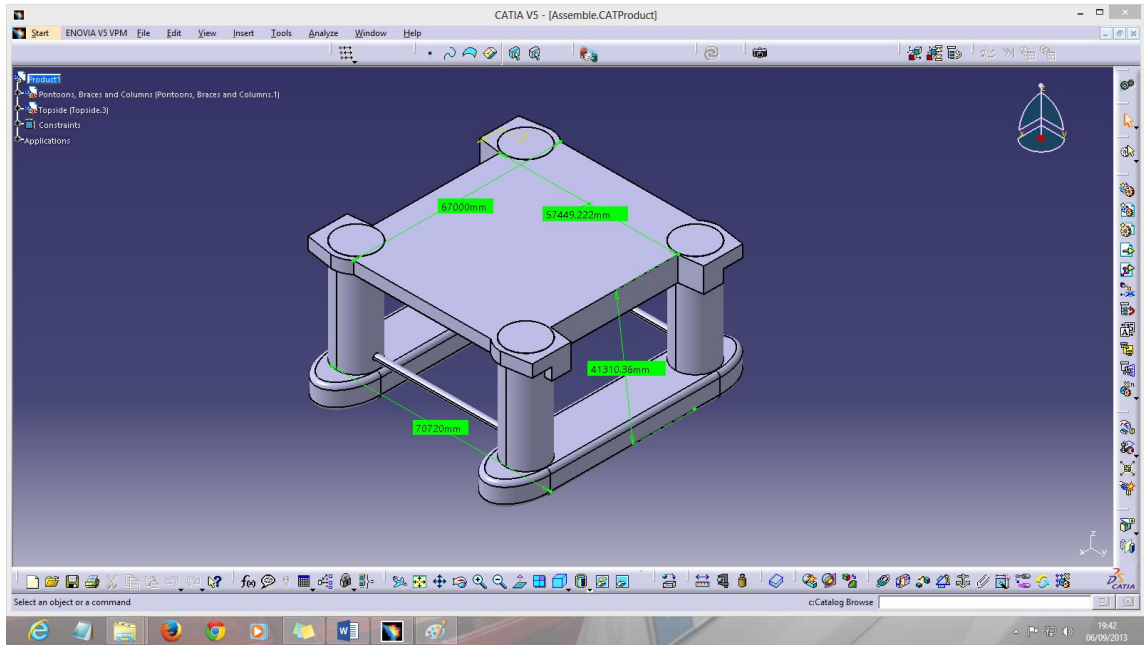 CATIA V5 - [Assemble.CATProduct]
Start ENOVIA V5 VPM File Edit View Insert Tools Analyze Window Help
Product1
Pontoons, Braces and Columns (Pontoons, Braces and Columns.1)
Topside (Topside.3)
Constraints
Applications
67000mm
57449.222mm
41310.36mm
70720mm
z
x
y
f(x)
CATIA
Select an object or a command
c:Catalog Browse
19:42
06/09/2013